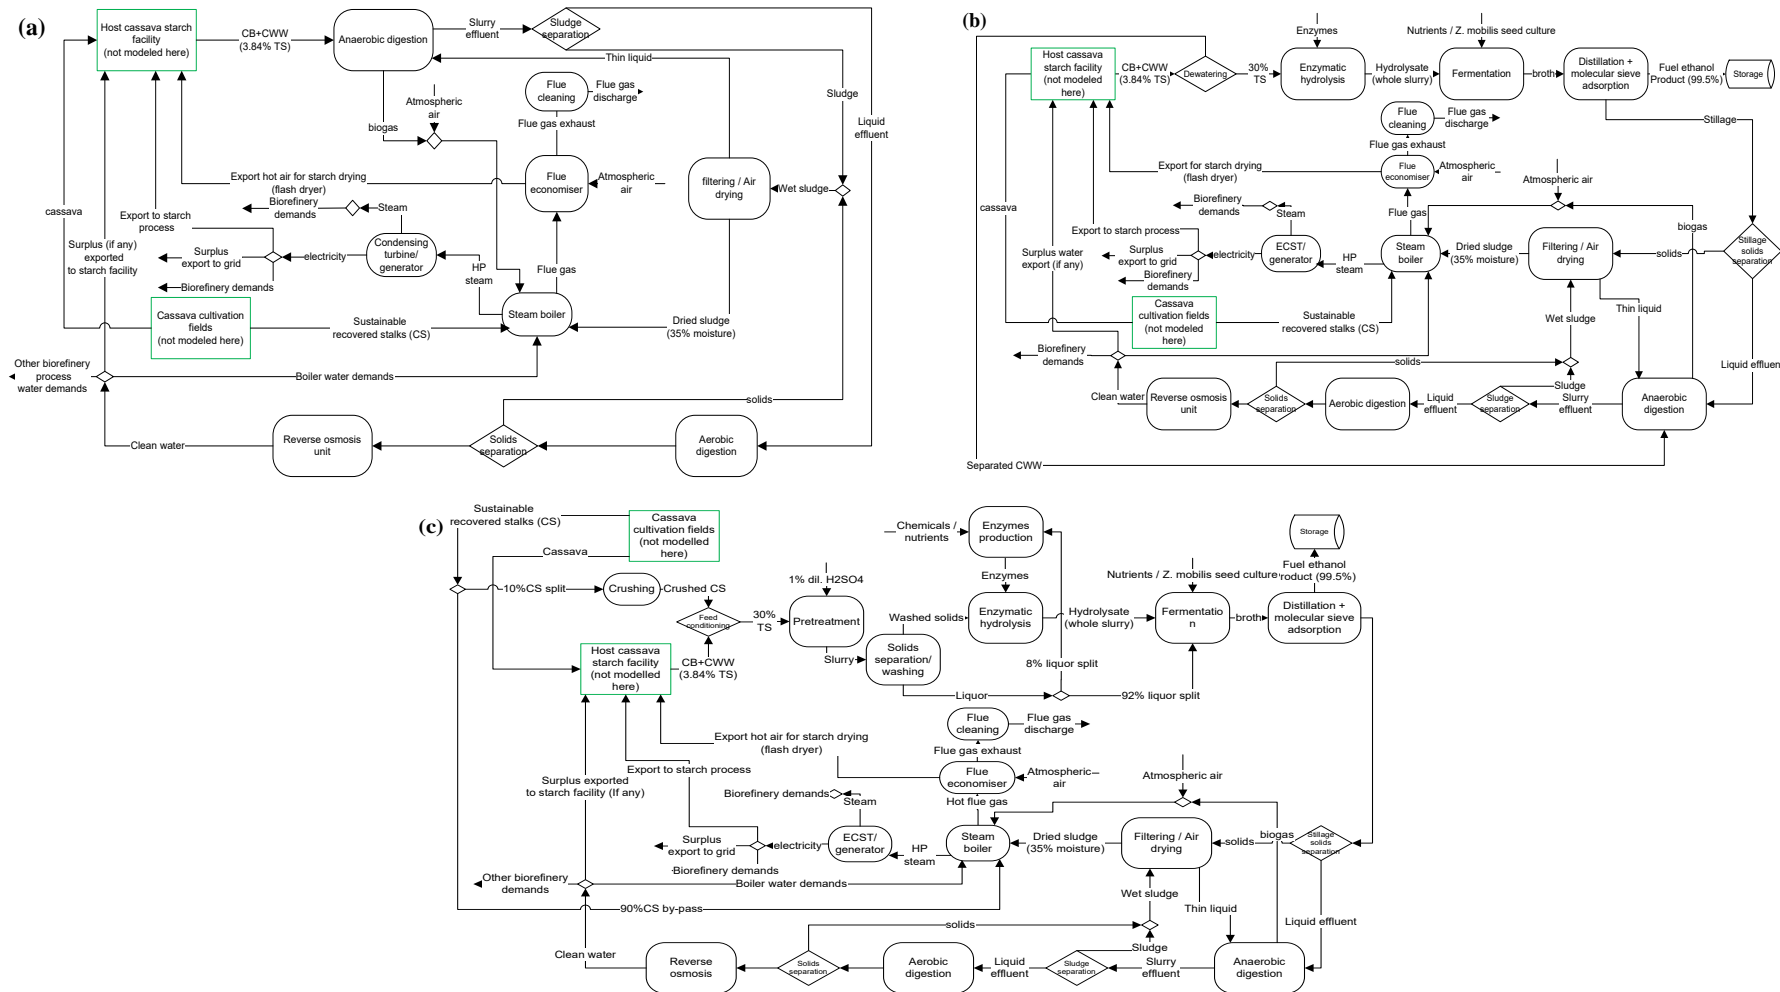 (a)
Host cassava starch
facility
(not modeled here)
CB+CWW
(3.84% TS)
Anaerobic digestion
Slurry
effluent
Sludge
separation
Thin liquid
Sludge
Liquid
effluent
Flue
cleaning
Flue gas
discharge
Atmospheric
air
biogas
Flue gas exhaust
Export hot air for starch drying
(flash dryer)
Flue
economiser
Atmospheric
air
filtering / Air
drying
Wet sludge
cassava
Biorefinery
demands
Steam
Export to starch
process
Surplus (if any)
exported
to starch facility
Surplus
export to grid
electricity
Condensing
turbine/
generator
HP
steam
Flue gas
Biorefinery demands
Steam boiler
Cassava cultivation
fields
(not modeled here)
Sustainable
recovered stalks (CS)
Dried sludge
(35% moisture)
Other biorefinery
process
water demands
Boiler water demands
solids
Clean water
Reverse osmosis
unit
Solids
separation
Aerobic
digestion
(b)
Enzymes
Nutrients / Z. mobilis seed culture
Host cassava
starch facility
(not modeled
here)
CB+CWW
(3.84% TS)
Dewatering
30%
TS
Enzymatic
hydrolysis
Hydrolysate
(whole slurry)
Fermentation
broth
Distillation +
molecular sieve
adsorption
Fuel ethanol
Product (99.5%)
Storage
Flue
cleaning
Flue gas
discharge
Stillage
Flue gas exhaust
Export hot air for starch drying
(flash dryer)
Flue
economiser
Atmospheric
air
Atmospheric air
cassava
Biorefinery
demands
Steam
Flue gas
biogas
Export to starch
process
Surplus water
export (if any)
Surplus
export to grid
electricity
ECST/
generator
HP
steam
Steam
boiler
Dried sludge
(35% moisture)
Filtering / Air
drying
solids
Stillage
solids
separation
Biorefinery
demands
Cassava
cultivation fields
(not modeled
here)
Sustainable
recovered stalks (CS)
Wet sludge
Thin liquid
Biorefinery
demands
solids
Liquid effluen
Clean water
Reverse osmosis
unit
Solids
separation
Aerobic digestion
Liquid
effluent
Sludge
separation
Sludge
Slurry
effluent
Anaerobic
digestion
Separated CWW
(c)
Sustainable
recovered stalks (CS)
Cassava
cultivation fields
(not modelled
here)
Cassava
Chemicals /
nutrients
Enzymes
production
Storage
10%CS split
Crushing
Crushed CS
1% dil. H2SO4
Enzymes
Nutrients / Z. mobilis seed culture
Fuel ethanol
roduct (99.5%)
Feed
conditioning
30%
TS
Pretreatment
Washed solids
Enzymatic
hydrolysis
Hydrolysate
(whole slurry)
Fermentatio
n
broth
Distillation +
molecular sieve
adsorption
Host cassava
starch facility
(not modelled
here)
CB+CWW
(3.84% TS)
Slurry
Solids
separation/
washing
8% liquor split
Liquor
92% liquor split
Flue
cleaning
Flue gas
discharge
Export hot air for starch drying
(flash dryer)
Flue gas exhaust
Export to starch process
Flue
economiser
Atmospheric
air
Atmospheric air
Surplus exported
to starch facility (If any)
Biorefinery demands
Steam
Hot flue gas
Surplus
export to grid
electricity
ECST/
generator
HP
steam
Steam
boiler
Dried sludge
(35% moisture)
Filtering / Air
drying
solids
biogas
Stillage
solids
separation
Biorefinery demands
Other biorefinery
demands
Boiler water demands
Wet sludge
90%CS by-pass
Thin liquid
Liquid effluent
solids
Clean water
Reverse
osmosis
Solids
separation
Aerobic
digestion
Liquid
effluent
Sludge
separation
Sludge
Slurry
effluent
Anaerobic
digestion